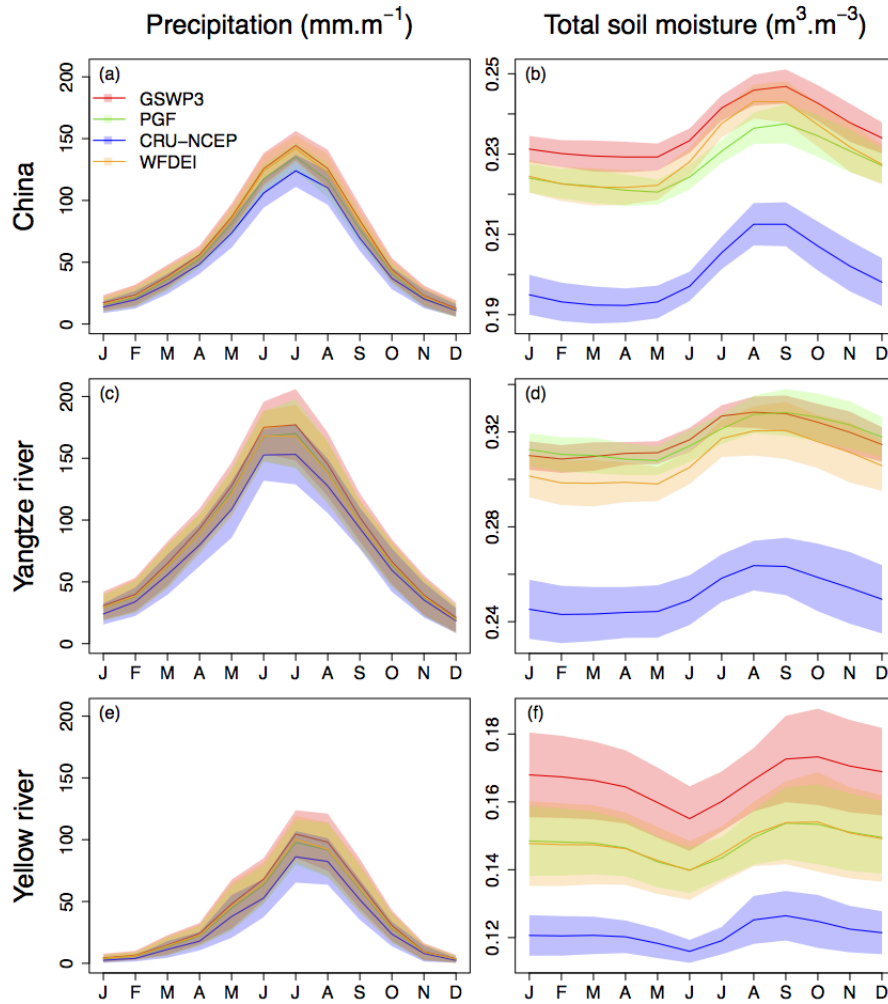 Precipitation (mm.m⁻¹)
Total soil moisture (m³.m⁻³)
China
(a)
GSWP3
PGF
CRU−NCEP
WFDEI
200
150
100
50
0
J F M A M J J A S O N D
(b)
0.25
0.23
0.21
0.19
J F M A M J J A S O N D
Yangtze river
(c)
200
150
100
50
0
J F M A M J J A S O N D
(d)
0.32
0.28
0.24
J F M A M J J A S O N D
Yellow river
(e)
200
150
100
50
0
J F M A M J J A S O N D
(f)
0.18
0.16
0.14
0.12
J F M A M J J A S O N D